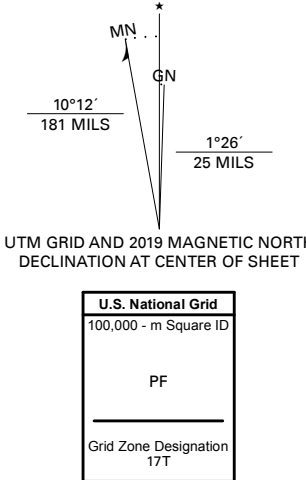 ★
MN
GN
10°12´
181 MILS
1°26´
25 MILS
UTM GRID AND 2019 MAGNETIC NORTH
DECLINATION AT CENTER OF SHEET
U.S. National Grid
100,000 - m Square ID
PF
Grid Zone Designation
17T